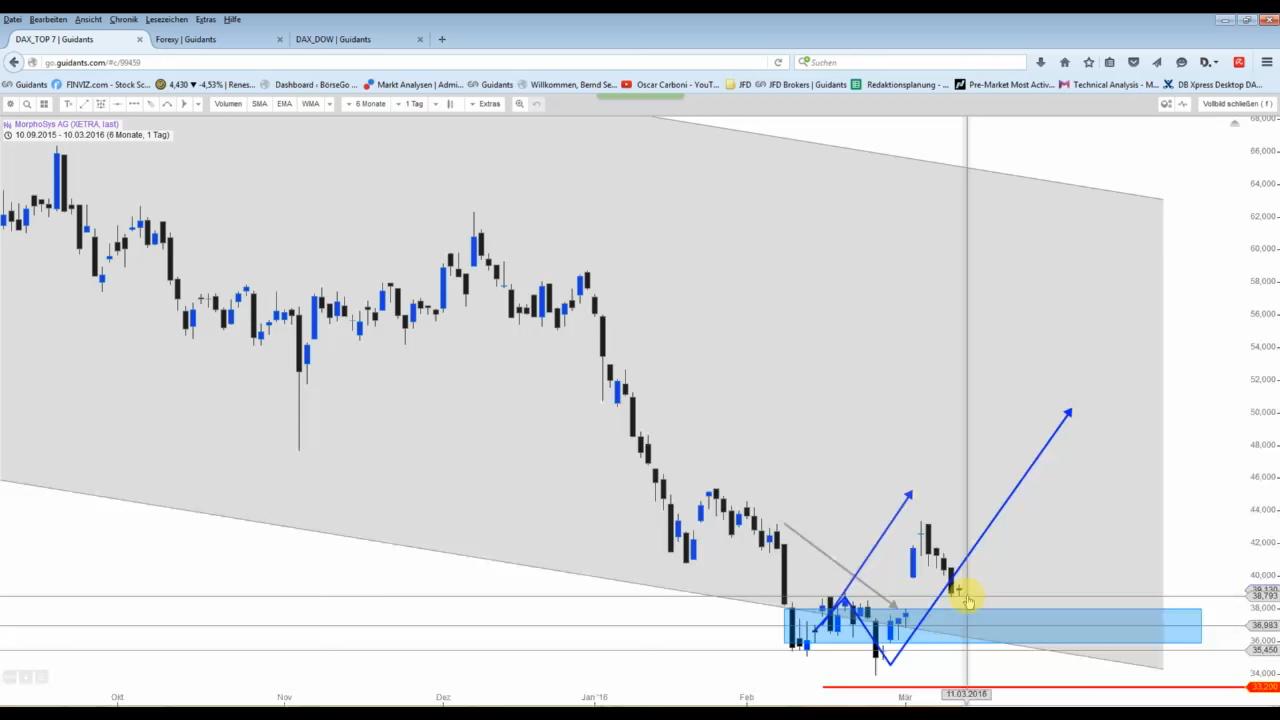 Datei Bearbeiten Ansicht Chronik Lesezeichen Extras Hilfe
DAX_TOP 7 | Guidants
Forexy | Guidants
DAX_DOW | Guidants
go.guidants.com/#c/99459
Suchen
Guidants
FINVIZ.com - Stock Sc...
4,430 ▼ -4,53% | Renes...
Dashboard ‹ BörseGo ...
Markt Analysen | Admi...
Guidants
Willkommen, Bernd Se...
Oscar Carboni - YouT...
JFD
JFD Brokers | Guidants
Redaktionsplanung - ...
Pre-Market Most Activ...
Technical Analysis - M...
DB Xpress Desktop DA...
Volumen SMA EMA WMA 6 Monate 1 Tag Extras
Vollbild schließen ( f )
MorphoSys AG (XETRA, last)
10.09.2015 - 10.03.2016 (6 Monate, 1 Tag)
68,000
66,000
64,000
62,000
60,000
58,000
56,000
54,000
52,000
50,000
48,000
46,000
44,000
42,000
40,000
39,130
38,793
38,000
36,983
36,000
35,450
34,000
33,200
Okt Nov Dez Jan '16 Feb Mär
11.03.2016